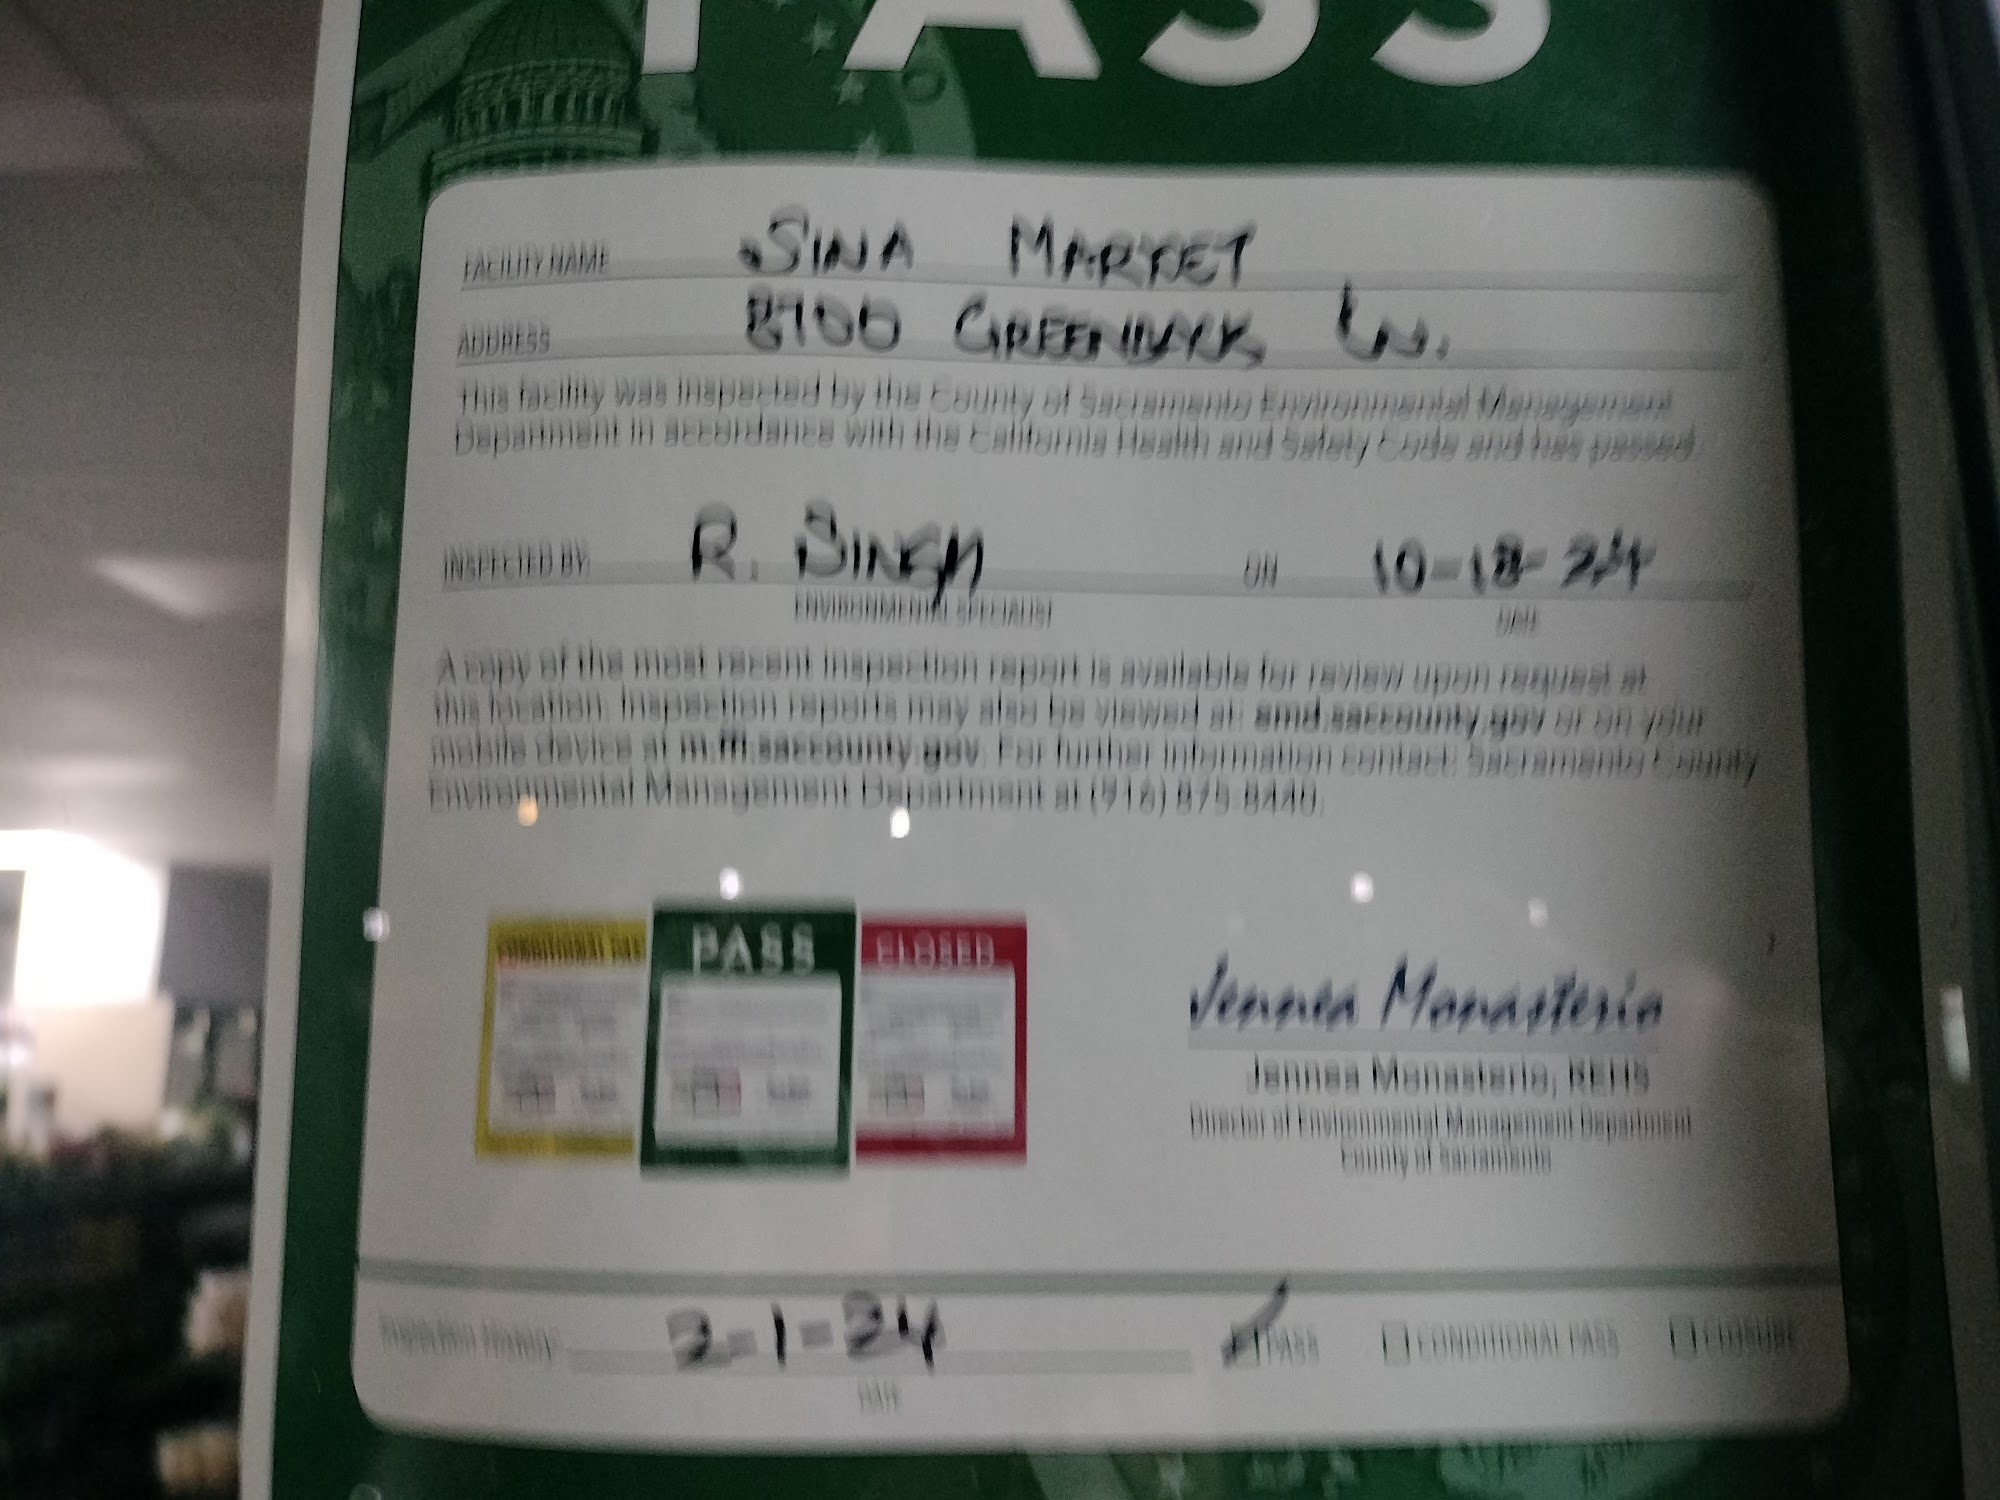 PASS
FACILITY NAME SINA MARKET
ADDRESS 8700 GREENBACK LN.
This facility was inspected by the County of Sacramento Environmental Management
Department in accordance with the California Health and Safety Code and has passed.
INSPECTED BY: R. SINGH ON 10-18-24
ENVIRONMENTAL SPECIALIST DATE
A copy of the most recent inspection report is available for review upon request at
this location. Inspection reports may also be viewed at: emd.saccounty.gov or on your
mobile device at m.ffi.saccounty.gov. For further information contact: Sacramento County
Environmental Management Department at (916) 875-8440.
CONDITIONAL PASS PASS CLOSED
Jennea Monasterio
Jennea Monasterio, REHS
Director of Environmental Management Department
County of Sacramento
Inspection History: 2-1-24 PASS CONDITIONAL PASS CLOSURE
DATE